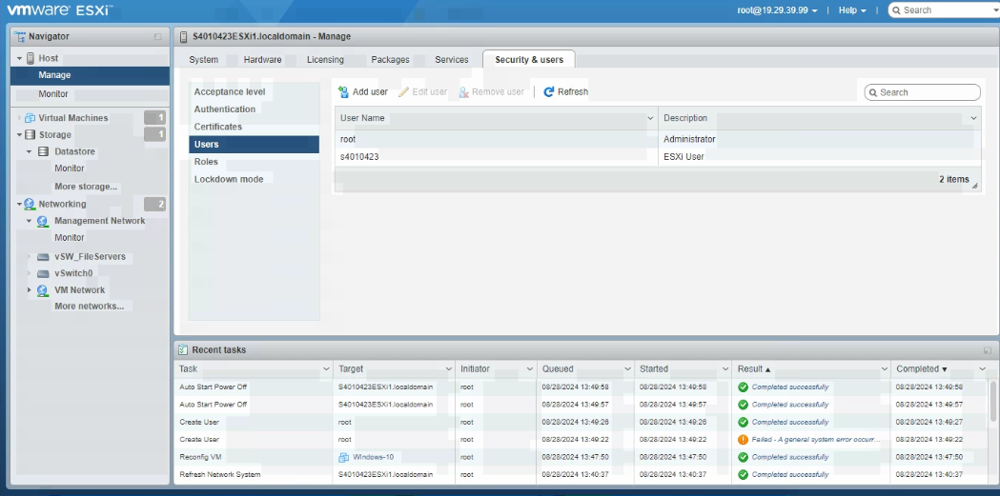 vmware ESXi™
root@19.29.39.99 | Help | Search
Navigator
Host
Manage
Monitor
Virtual Machines 1
Storage 1
Datastore
Monitor
More storage...
Networking 2
Management Network
Monitor
vSW_FileServers
vSwitch0
VM Network
More networks...
S4010423ESXi1.localdomain - Manage
System Hardware Licensing Packages Services Security & users
Acceptance level
Authentication
Certificates
Users
Roles
Lockdown mode
Add user Edit user Remove user | Refresh Search
User Name Description
root Administrator
s4010423 ESXi User
2 items
Recent tasks
Task Target Initiator Queued Started Result Completed
Auto Start Power Off S4010423ESXi1.localdomain root 08/28/2024 13:49:58 08/28/2024 13:49:58 Completed successfully 08/28/2024 13:49:58
Auto Start Power Off S4010423ESXi1.localdomain root 08/28/2024 13:49:57 08/28/2024 13:49:57 Completed successfully 08/28/2024 13:49:57
Create User root root 08/28/2024 13:49:26 08/28/2024 13:49:26 Completed successfully 08/28/2024 13:49:27
Create User root root 08/28/2024 13:49:22 08/28/2024 13:49:22 Failed - A general system error occurr... 08/28/2024 13:49:22
Reconfig VM Windows-10 root 08/28/2024 13:47:50 08/28/2024 13:47:50 Completed successfully 08/28/2024 13:47:50
Refresh Network System S4010423ESXi1.localdomain root 08/28/2024 13:40:37 08/28/2024 13:40:37 Completed successfully 08/28/2024 13:40:37